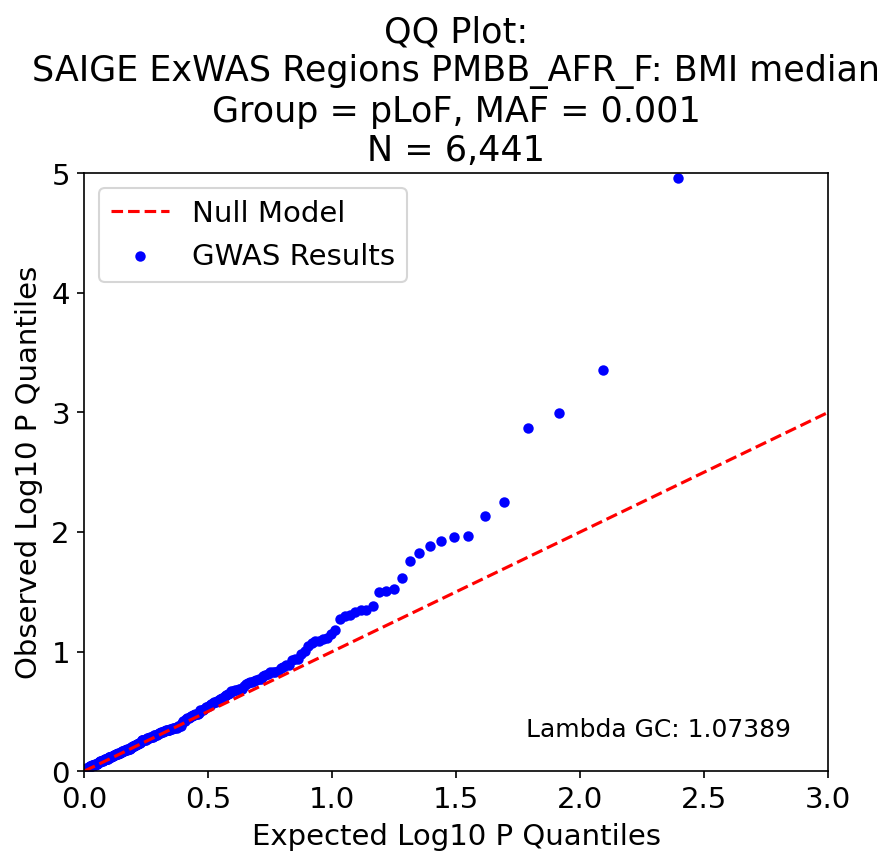 QQ Plot:
SAIGE ExWAS Regions PMBB_AFR_F: BMI median
Group = pLoF, MAF = 0.001
N = 6,441
5
4
3
2
1
0
Observed Log10 P Quantiles
Null Model
GWAS Results
Lambda GC: 1.07389
0.0 0.5 1.0 1.5 2.0 2.5 3.0
Expected Log10 P Quantiles